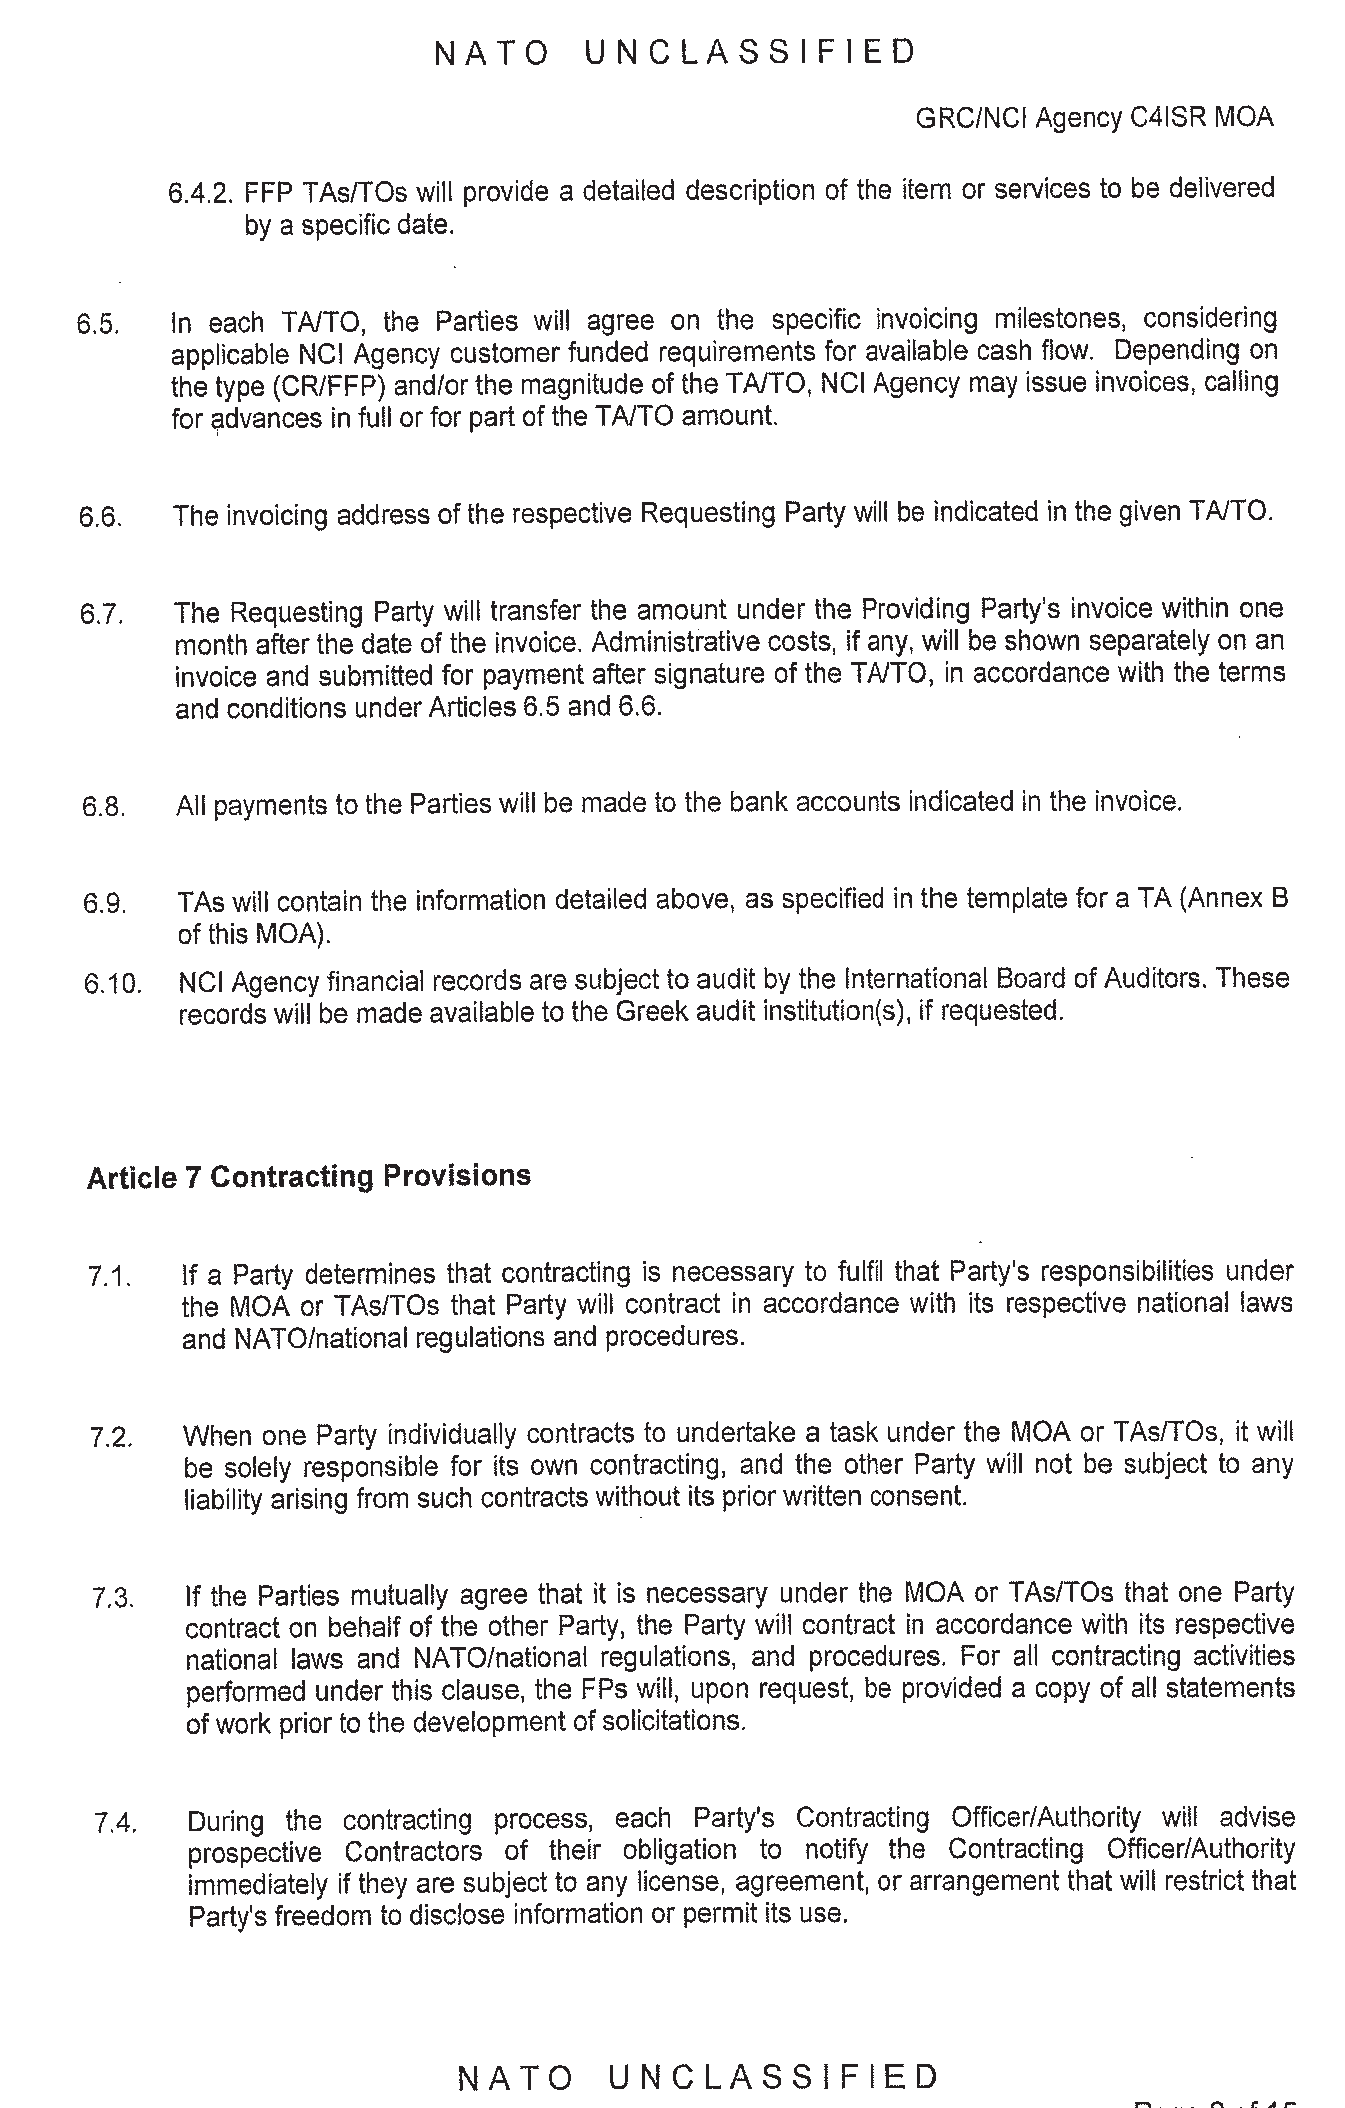 NATO UNCLASSIFIED
GRC/NCI Agency C4ISR MOA
6.4.2. FFP TAs/TOs will provide a detailed description of the item or services to be delivered
by a specific date.
6.5. In each TA/TO, the Parties will agree on the specific invoicing milestones, considering
applicable NCI Agency customer funded requirements for available cash flow. Depending on
the type (CR/FFP) and/or the magnitude of the TA/TO, NCI Agency may issue invoices, calling
for advances in full or for part of the TA/TO amount.
6.6. The invoicing address of the respective Requesting Party will be indicated in the given TA/TO.
6.7. The Requesting Party will transfer the amount under the Providing Party's invoice within one
month after the date of the invoice. Administrative costs, if any, will be shown separately on an
invoice and submitted for payment after signature of the TA/TO, in accordance with the terms
and conditions under Articles 6.5 and 6.6.
6.8. All payments to the Parties will be made to the bank accounts indicated in the invoice.
6.9. TAs will contain the information detailed above, as specified in the template for a TA (Annex B
of this MOA).
6.10. NCI Agency financial records are subject to audit by the International Board of Auditors. These
records will be made available to the Greek audit institution(s), if requested.
Article 7 Contracting Provisions
7.1. If a Party determines that contracting is necessary to fulfil that Party's responsibilities under
the MOA or TAs/TOs that Party will contract in accordance with its respective national laws
and NATO/national regulations and procedures.
7.2. When one Party individually contracts to undertake a task under the MOA or TAs/TOs, it will
be solely responsible for its own contracting, and the other Party will not be subject to any
liability arising from such contracts without its prior written consent.
7.3. If the Parties mutually agree that it is necessary under the MOA or TAs/TOs that one Party
contract on behalf of the other Party, the Party will contract in accordance with its respective
national laws and NATO/national regulations, and procedures. For all contracting activities
performed under this clause, the FPs will, upon request, be provided a copy of all statements
of work prior to the development of solicitations.
7.4. During the contracting process, each Party's Contracting Officer/Authority will advise
prospective Contractors of their obligation to notify the Contracting Officer/Authority
immediately if they are subject to any license, agreement, or arrangement that will restrict that
Party's freedom to disclose information or permit its use.
NATO UNCLASSIFIED